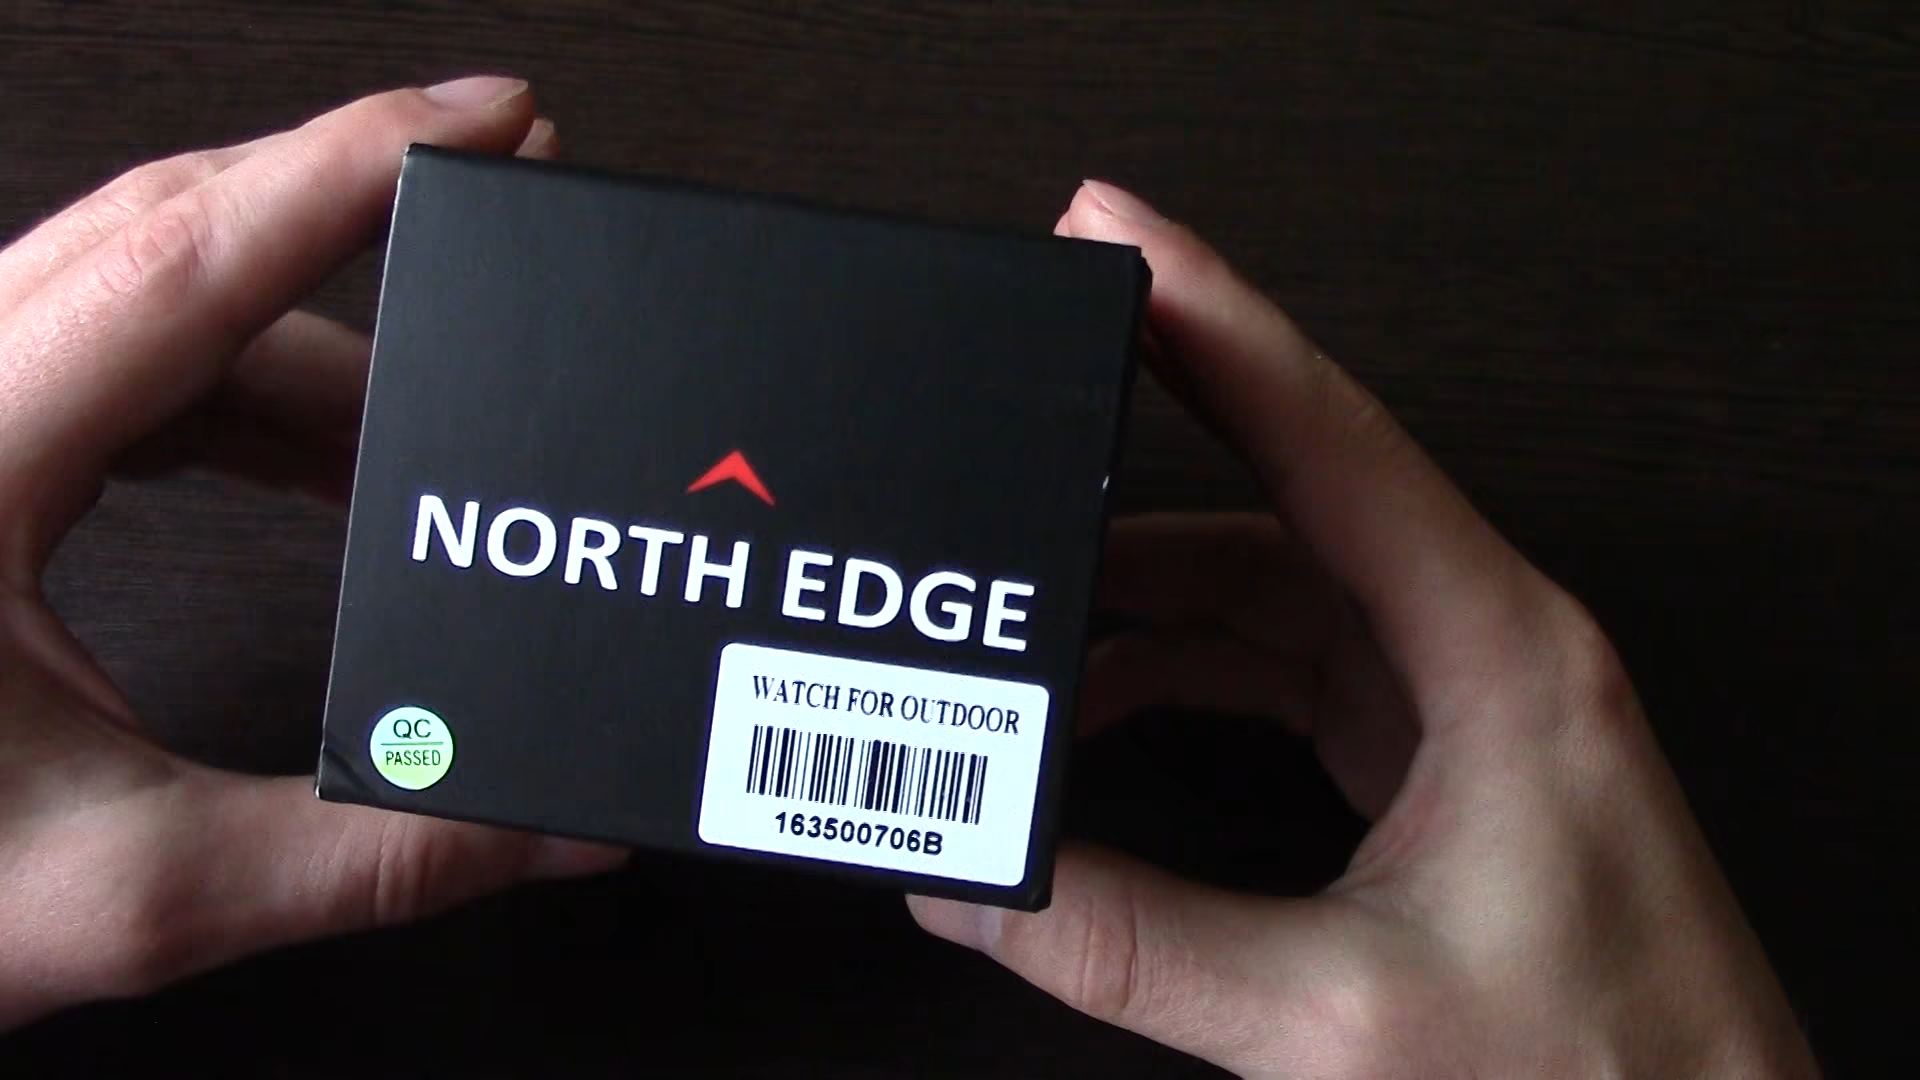 NORTH EDGE
WATCH FOR OUTDOOR
163500706B
QC
PASSED